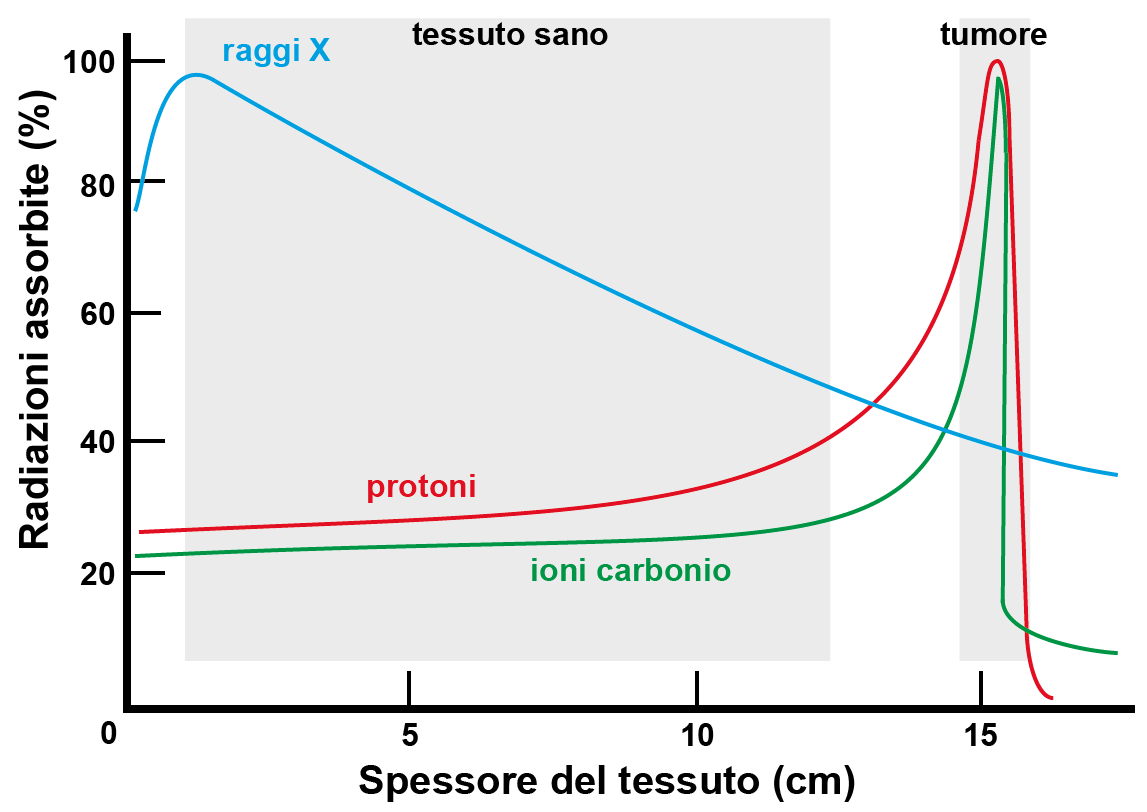 tessuto sano
tumore
raggi X
100
80
60
40
20
Radiazioni assorbite (%)
protoni
ioni carbonio
0
5
10
15
Spessore del tessuto (cm)